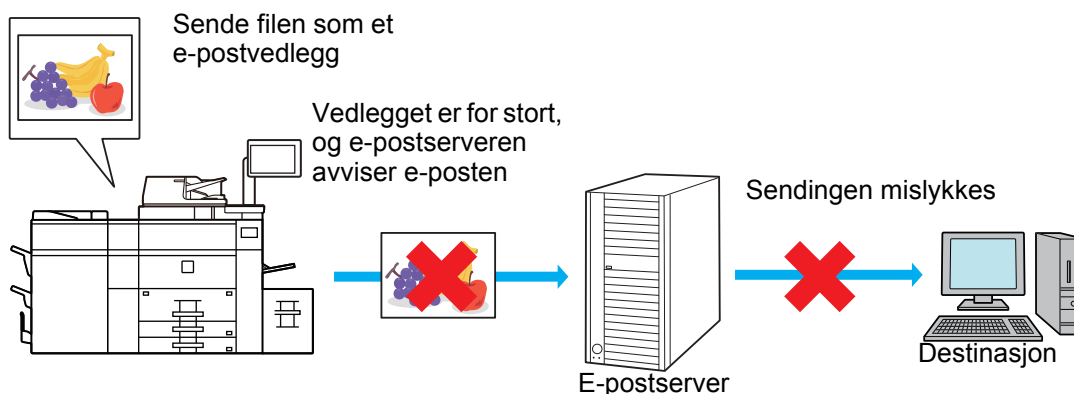 Sende filen som et
e-postvedlegg
Vedlegget er for stort,
og e-postserveren
avviser e-posten
Sendingen mislykkes
Destinasjon
E-postserver